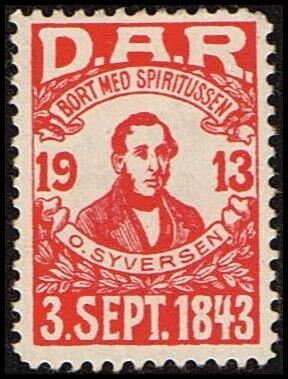 D.A.R.
BORT MED SPIRITUSSEN
19 13
O. SYVERSEN
3. SEPT. 1843